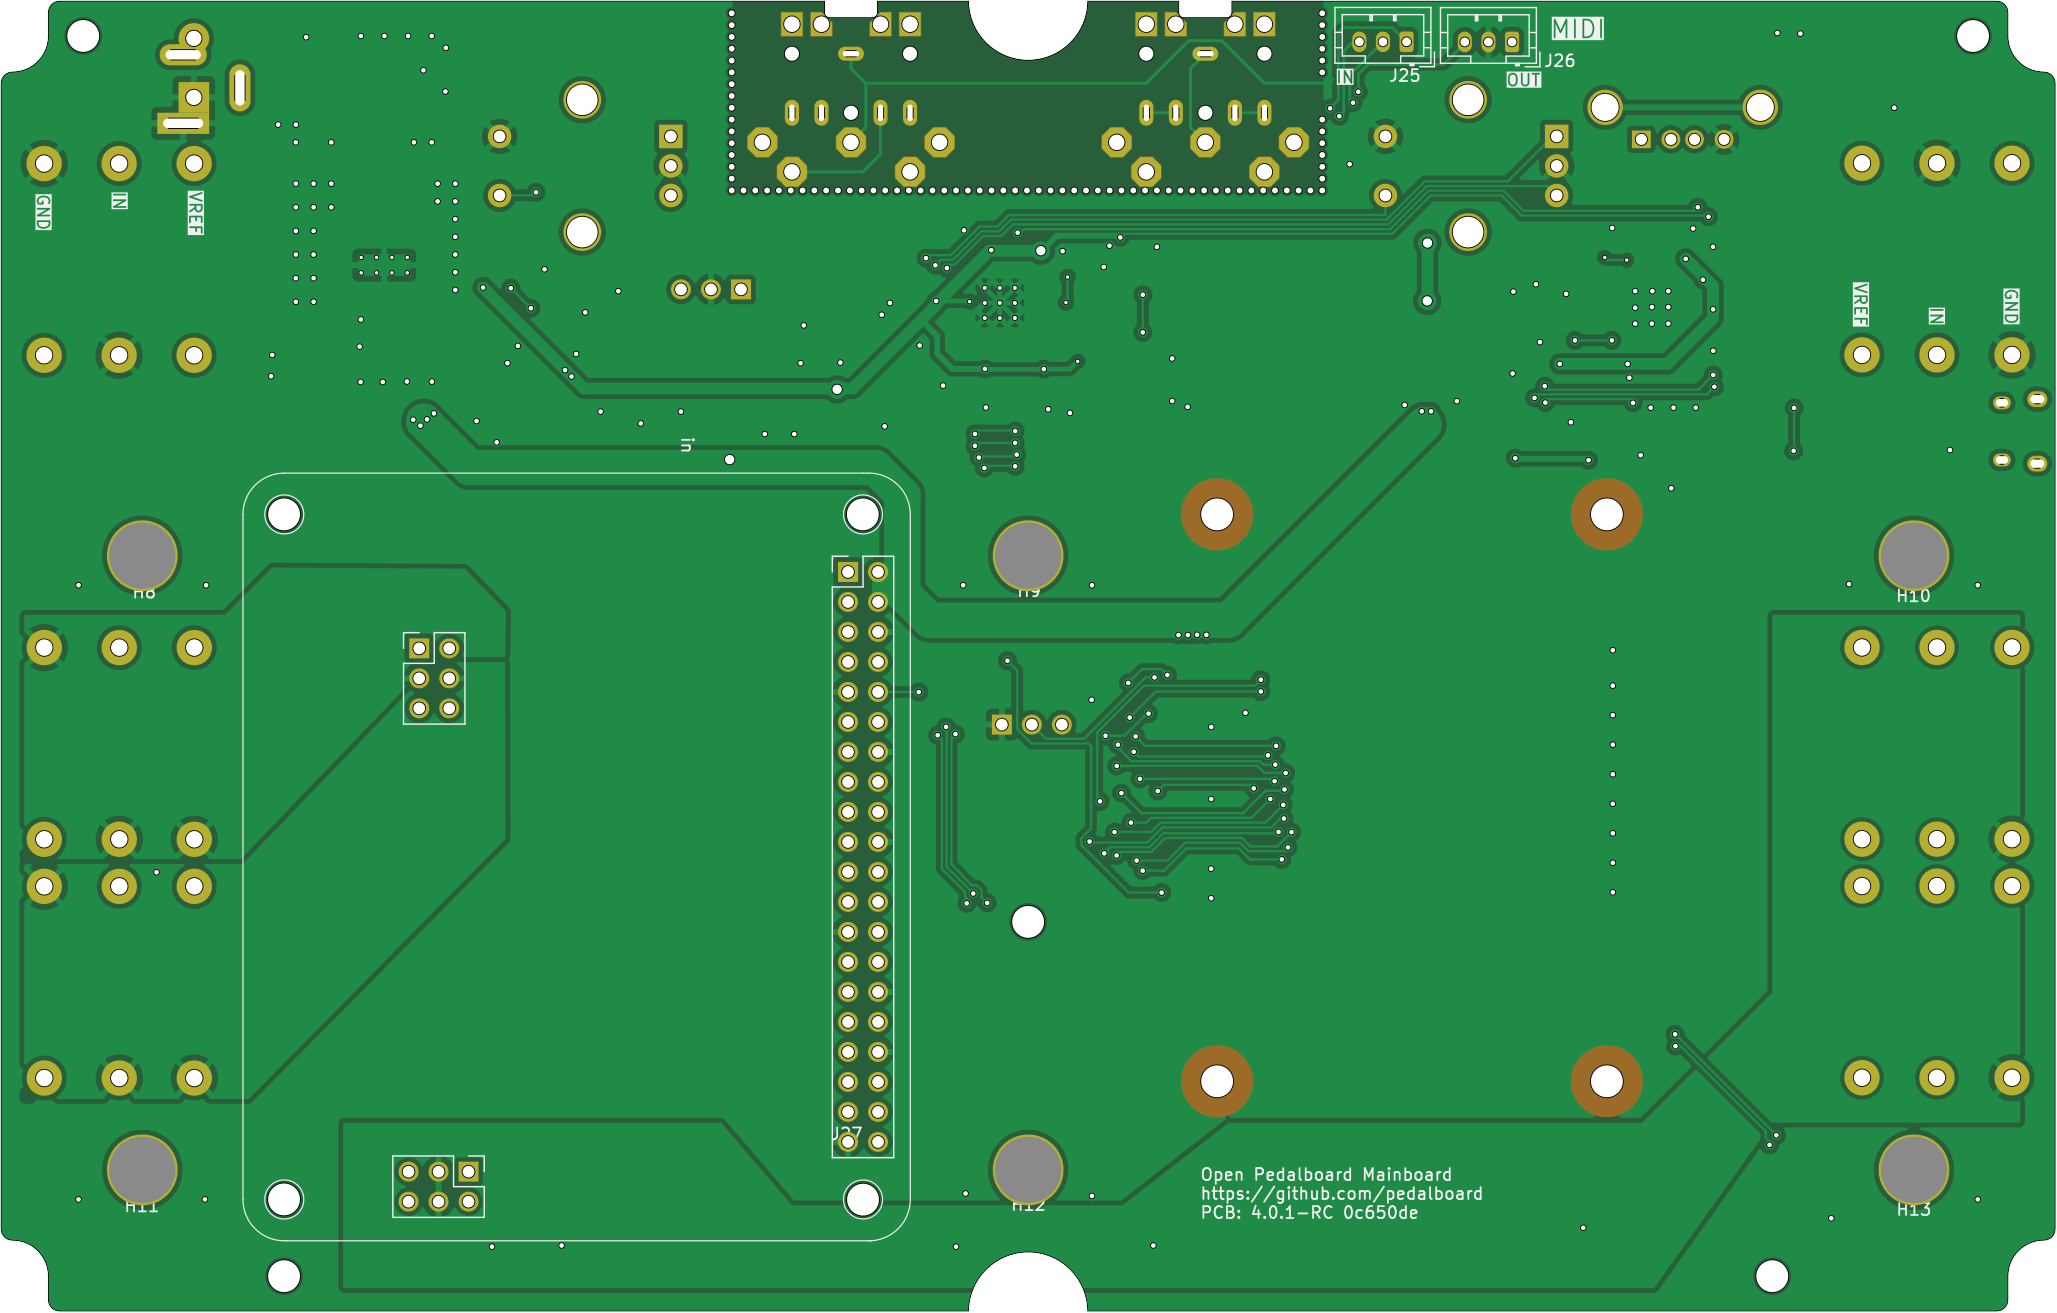 MIDI
J26
IN
J25
OUT
GND
IN
VREF
VREF
IN
GND
in
H8
H9
H10
J27
Open Pedalboard Mainboard
https://github.com/pedalboard
PCB: 4.0.1-RC 0c650de
H11
H12
H13